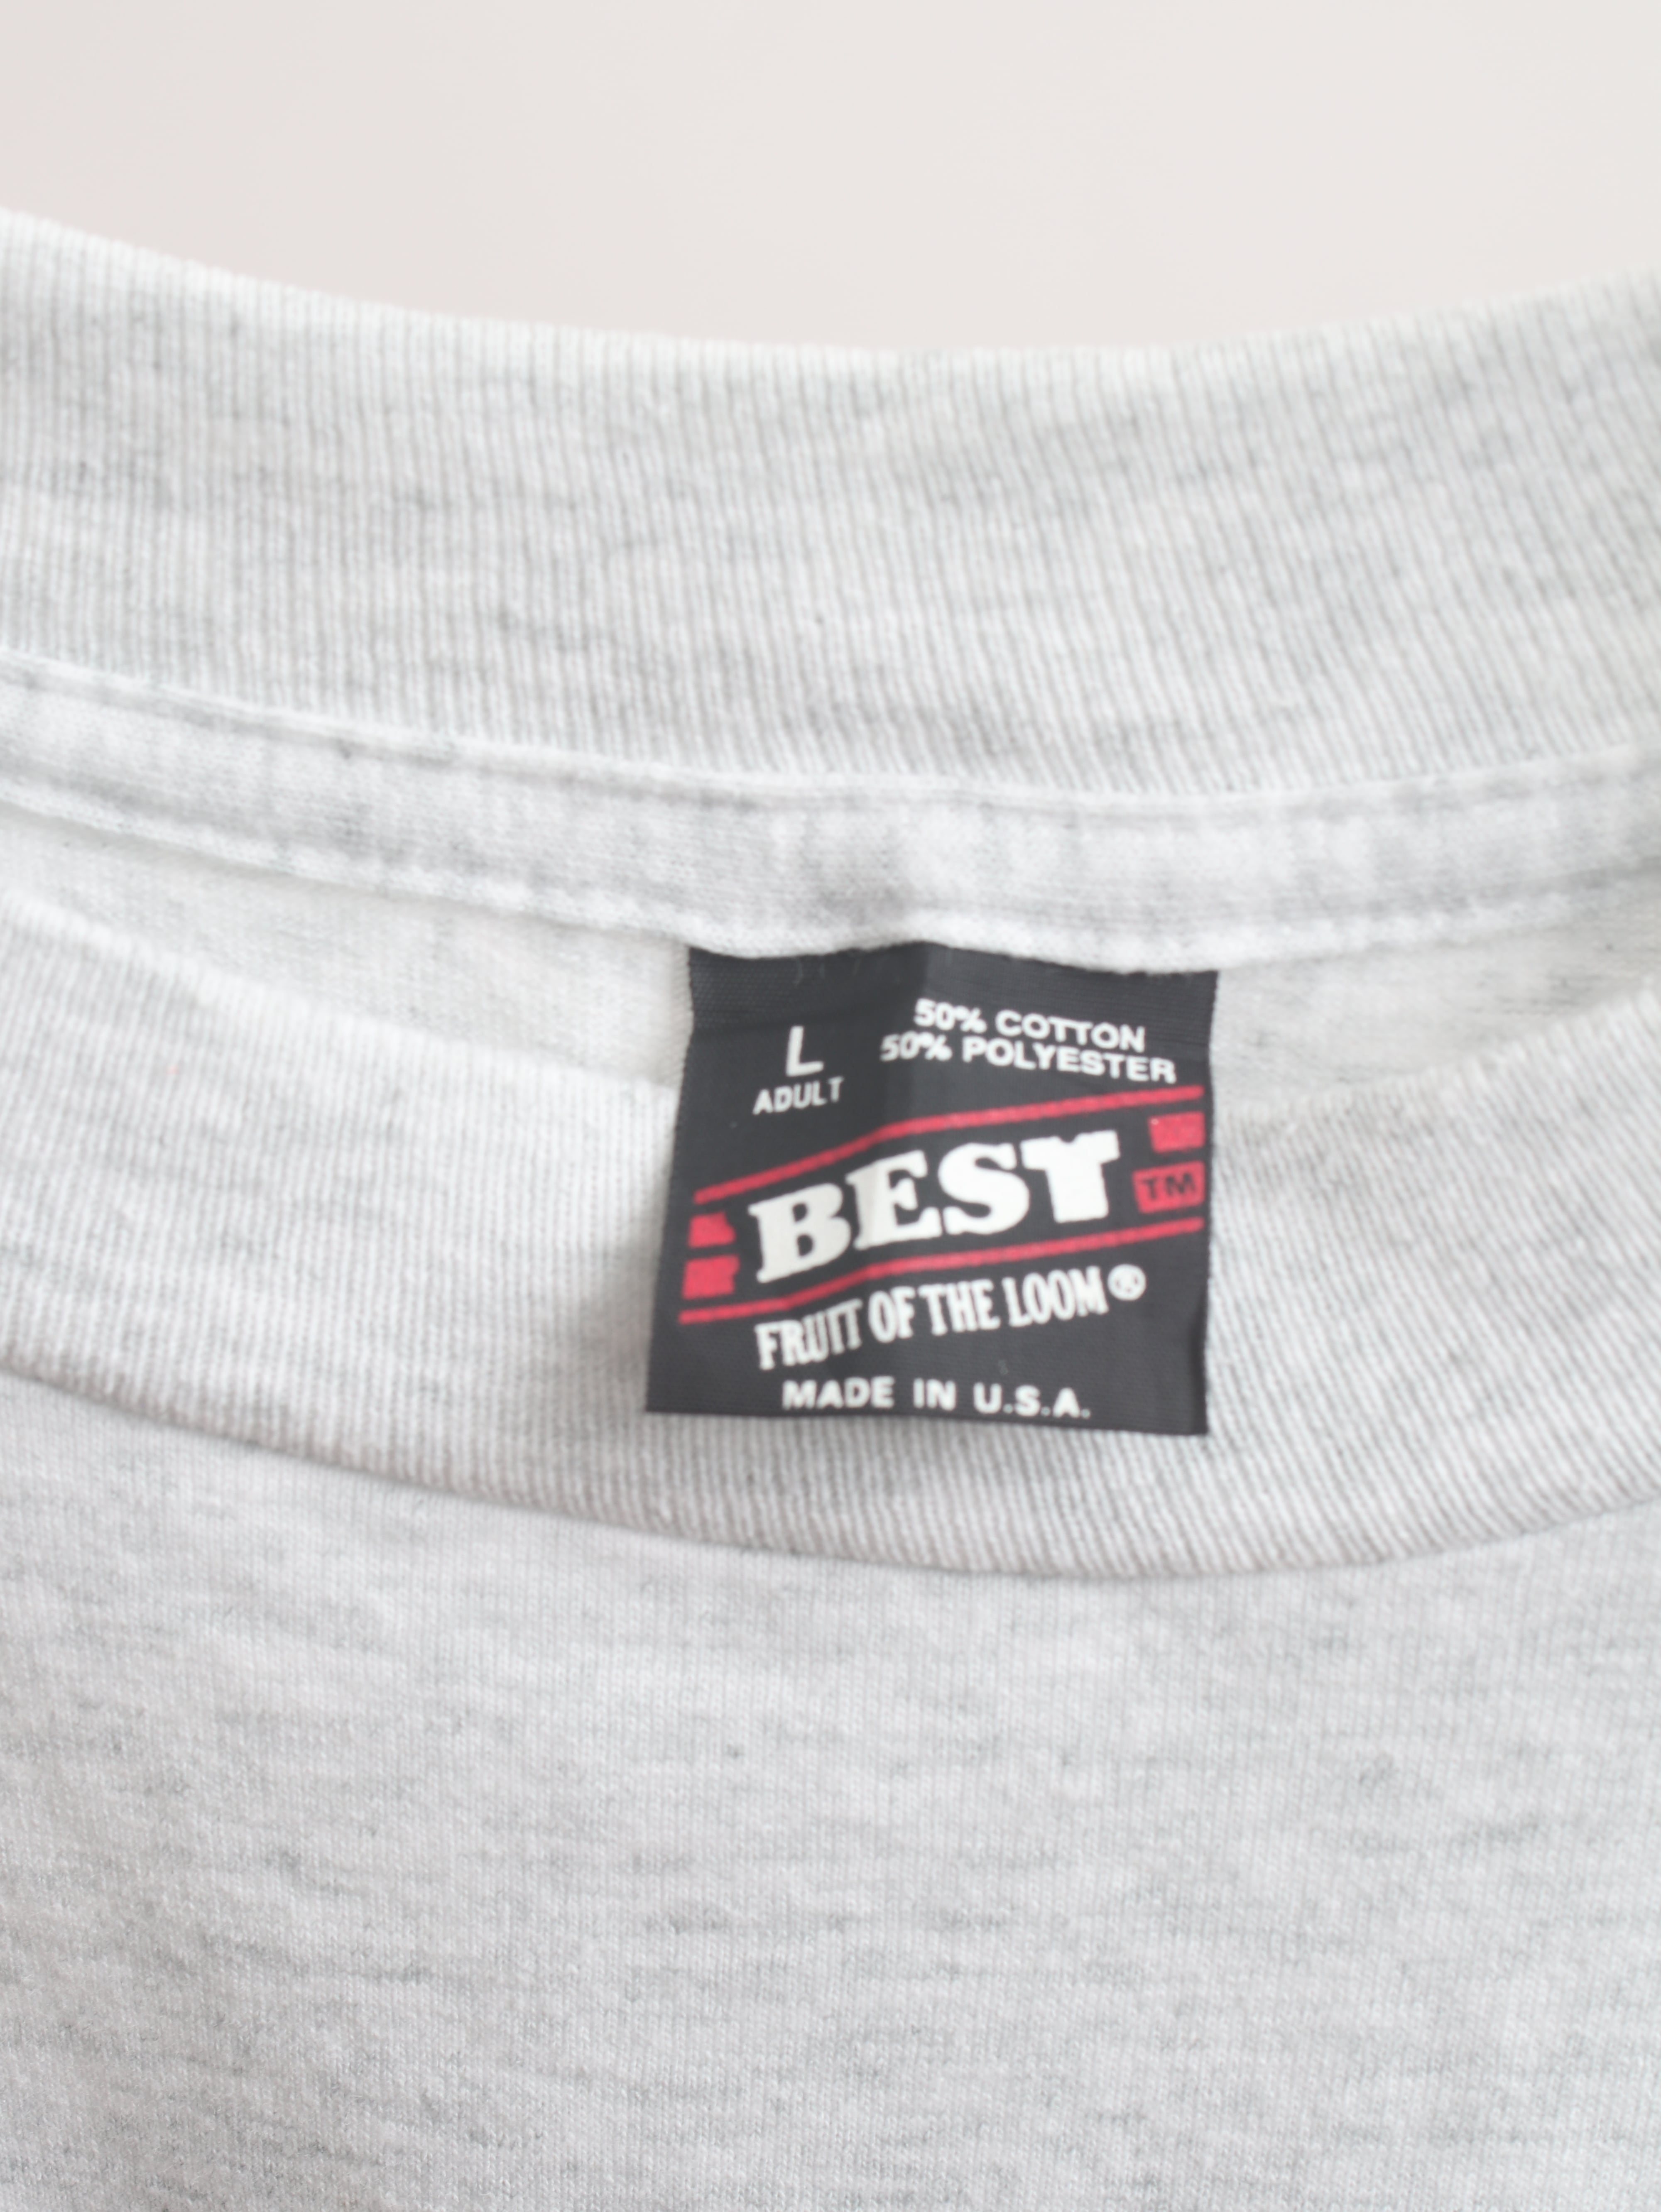 L
ADULT
50% COTTON
50% POLYESTER
BEST
TM
FRUIT OF THE LOOM®
MADE IN U.S.A.